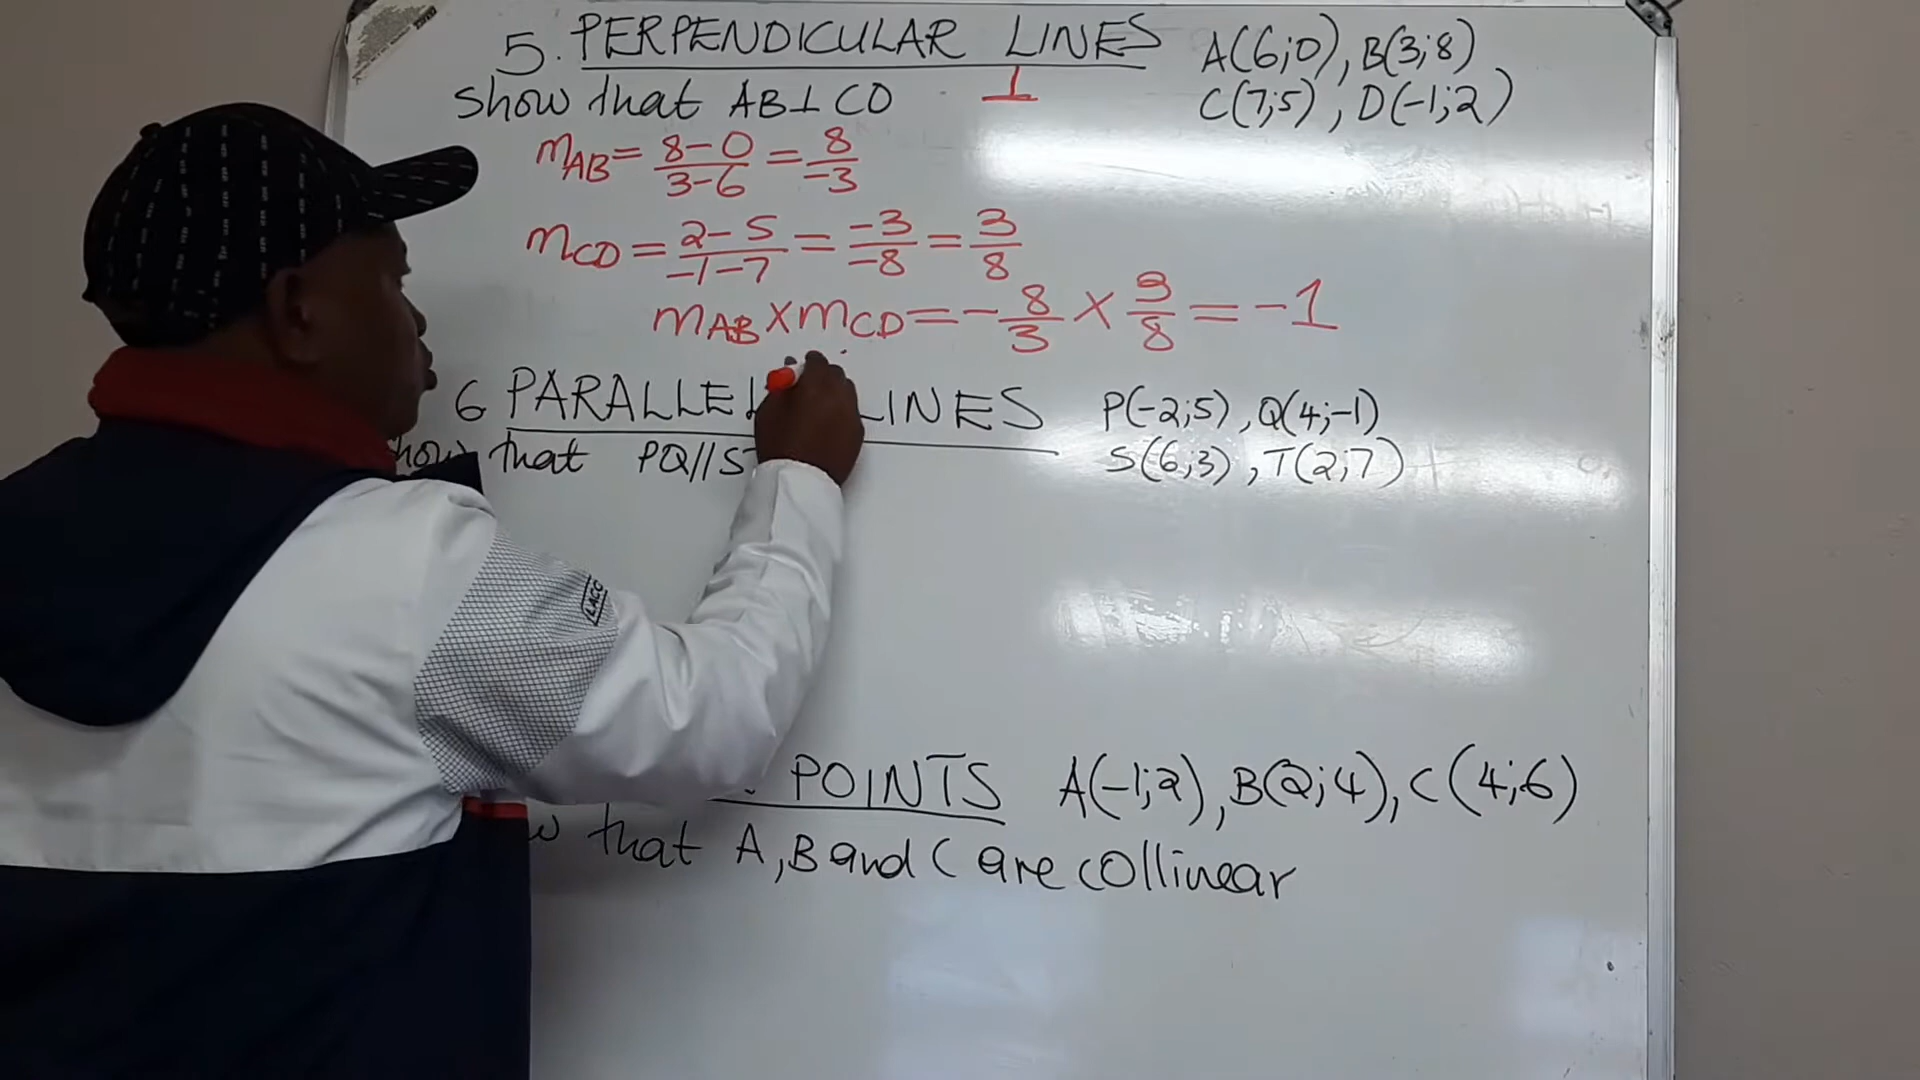 5. PERPENDICULAR LINES
A(6;0), B(3;8)
C(7;5), D(-1;2)
show that AB⊥CD
⊥
mAB = 8-0/3-6 = 8/-3
mCD = 2-5/-1-7 = -3/-8 = 3/8
mAB × mCD = -8/3 × 3/8 = -1
6 LINES
P(-2;5), Q(4;-1)
S(6;3), T(2;7)
that PQ//S
POINTS A(-1;2), B(2;4), C(4;6)
that A, B and C are collinear